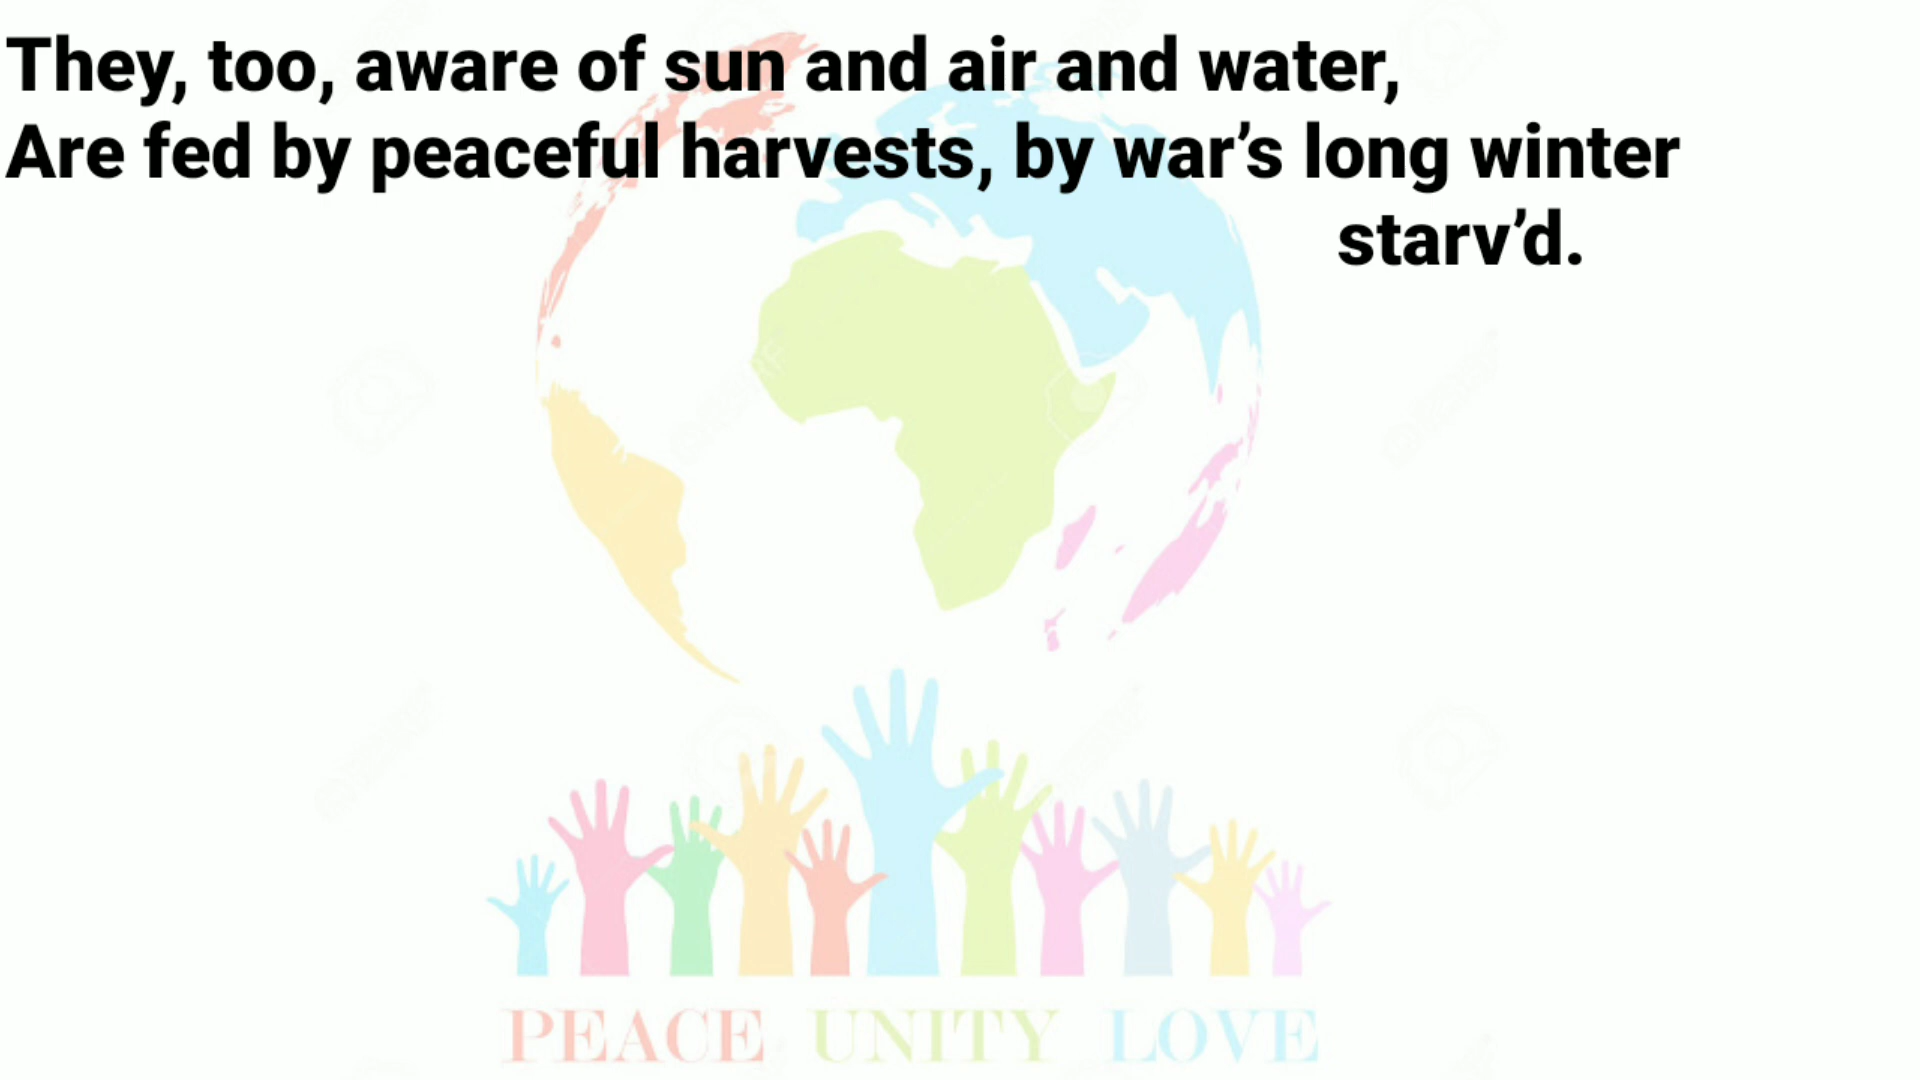 They, too, aware of sun and air and water,
Are fed by peaceful harvests, by war’s long winter
starv’d.
PEACE UNITY LOVE